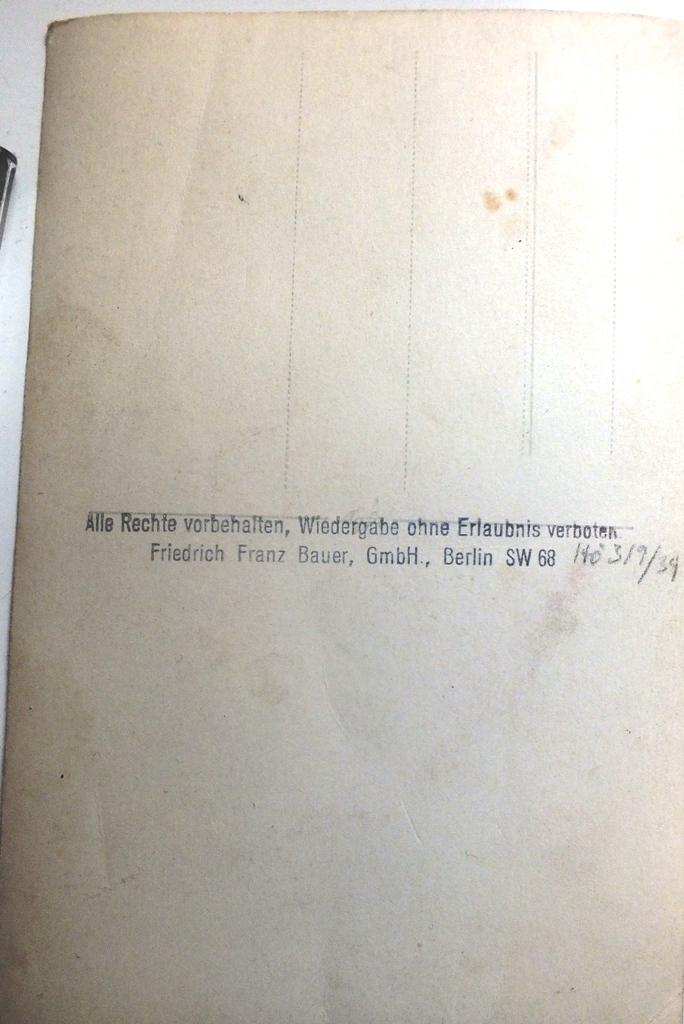 Alle Rechte vorbehalten, Wiedergabe ohne Erlaubnis verboten.
Friedrich Franz Bauer, GmbH., Berlin SW 68